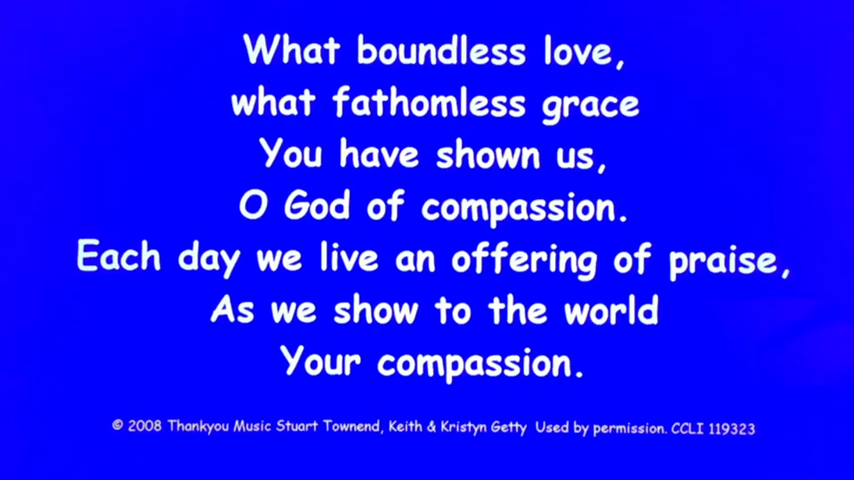 What boundless love,
what fathomless grace
You have shown us,
O God of compassion.
Each day we live an offering of praise,
As we show to the world
Your compassion.
© 2008 Thankyou Music Stuart Townend, Keith & Kristyn Getty Used by permission. CCLI 119323